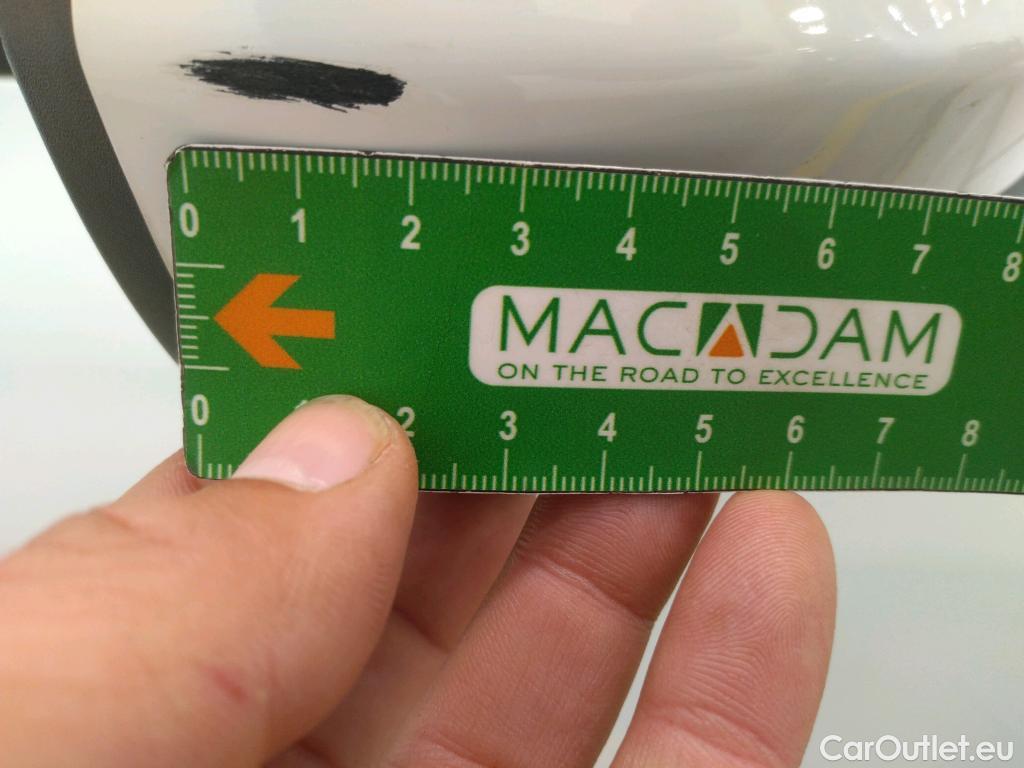 0 1 2 3 4 5 6 7 8
MACADAM
ON THE ROAD TO EXCELLENCE
0 2 3 4 5 6 7 8
CarOutlet.eu